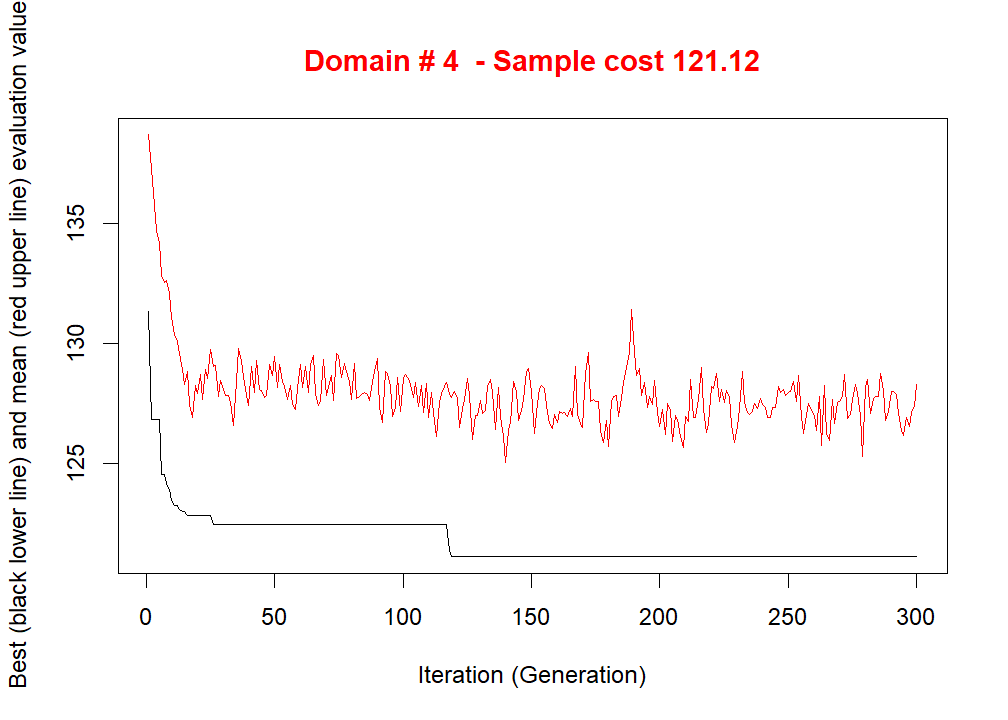 Domain # 4  - Sample cost 121.12
Best (black lower line) and mean (red upper line) evaluation value
135
130
125
0 50 100 150 200 250 300
Iteration (Generation)